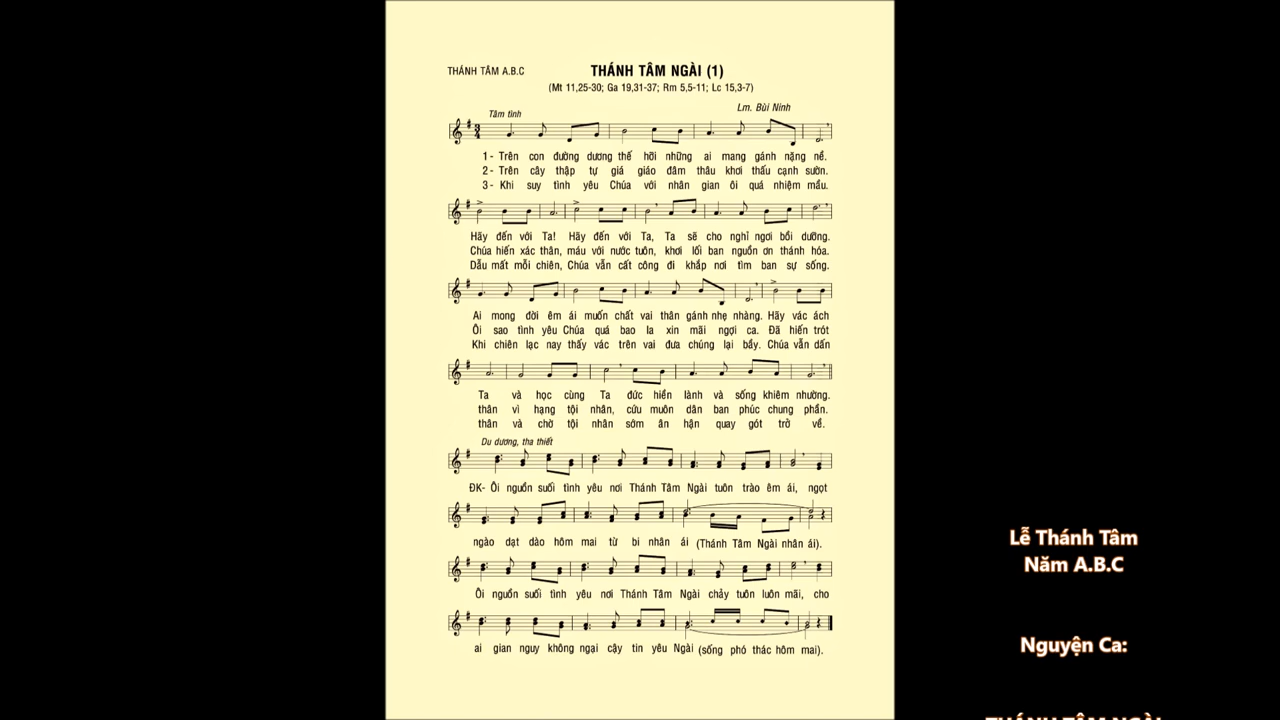 THÁNH TÂM A.B.C
THÁNH TÂM NGÀI (1)
(Mt 11,25-30; Ga 19,31-37; Rm 5,5-11; Lc 15,3-7)
Lm. Bùi Ninh
Tâm tình
1- Trên con đường dương thế hỡi những ai mang gánh nặng nề.
2- Trên cây thập tự giá giáo đâm thâu khơi thấu cạnh sườn.
3- Khi suy tình yêu Chúa với nhân gian ôi quá nhiệm mầu.
Hãy đến với Ta! Hãy đến với Ta, Ta sẽ cho nghỉ ngơi bồi dưỡng.
Chúa hiến xác thân, máu với nước tuôn, khơi lối ban nguồn ơn thánh hóa.
Dẫu mất mỗi chiên, Chúa vẫn cất công đi khắp nơi tìm ban sự sống.
Ai mong đời êm ái muốn chất vai thân gánh nhẹ nhàng. Hãy vác ách
Ôi sao tình yêu Chúa quá bao la xin mãi ngợi ca. Đã hiến trót
Khi chiên lạc nay thấy vác trên vai đưa chúng lại bầy. Chúa vẫn dấn
Ta và học cùng Ta đức hiền lành và sống khiêm nhường.
thân vì hạng tội nhân, cứu muôn dân ban phúc chung phần.
thân và chờ tội nhân sớm ăn hận quay gót trở về.
Du dương, tha thiết
ĐK- Ôi nguồn suối tình yêu nơi Thánh Tâm Ngài tuôn trào êm ái, ngọt
ngào dạt dào hôm mai từ bi nhân ái (Thánh Tâm Ngài nhân ái).
Ôi nguồn suối tình yêu nơi Thánh Tâm Ngài chảy tuôn luôn mãi, cho
ai gian nguy không ngại cậy tin yêu Ngài (sống phó thác hôm mai).
Lễ Thánh Tâm
Năm A.B.C
Nguyện Ca:
THÁNH TÂM NGÀI